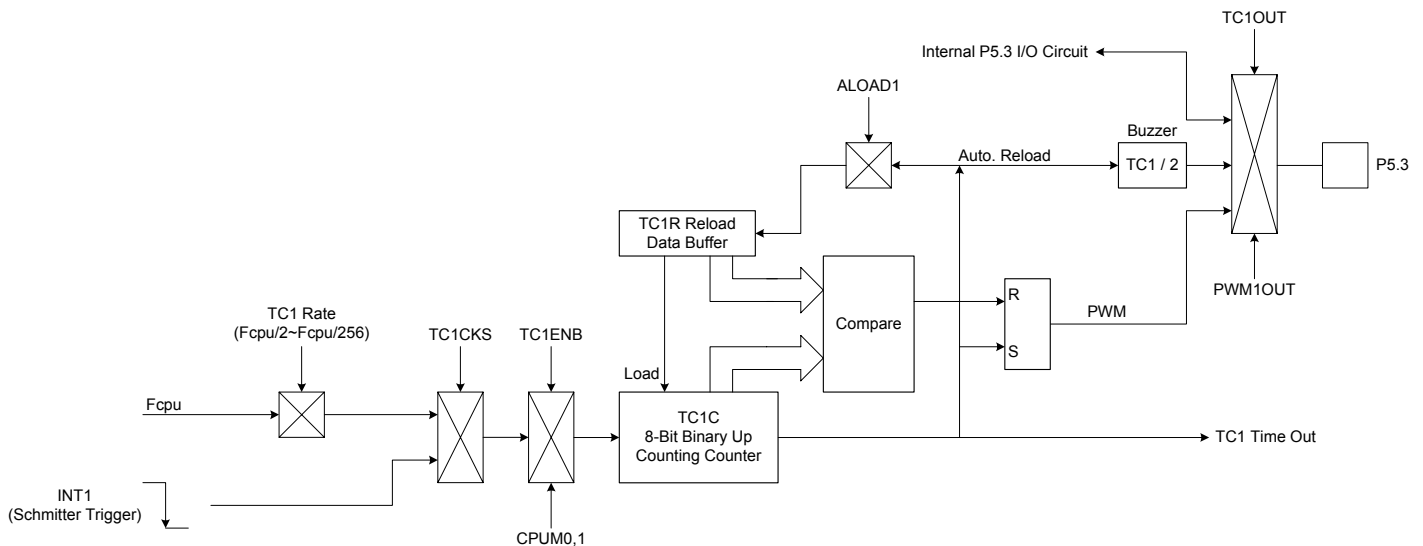 TC1OUT
Internal P5.3 I/O Circuit
ALOAD1
Buzzer
Auto. Reload
TC1 / 2
P5.3
TC1R Reload
Data Buffer
PWM1OUT
R
Compare
PWM
S
TC1 Rate
(Fcpu/2~Fcpu/256)
TC1CKS
TC1ENB
Load
Fcpu
TC1C
8-Bit Binary Up
Counting Counter
TC1 Time Out
INT1
(Schmitter Trigger)
CPUM0,1